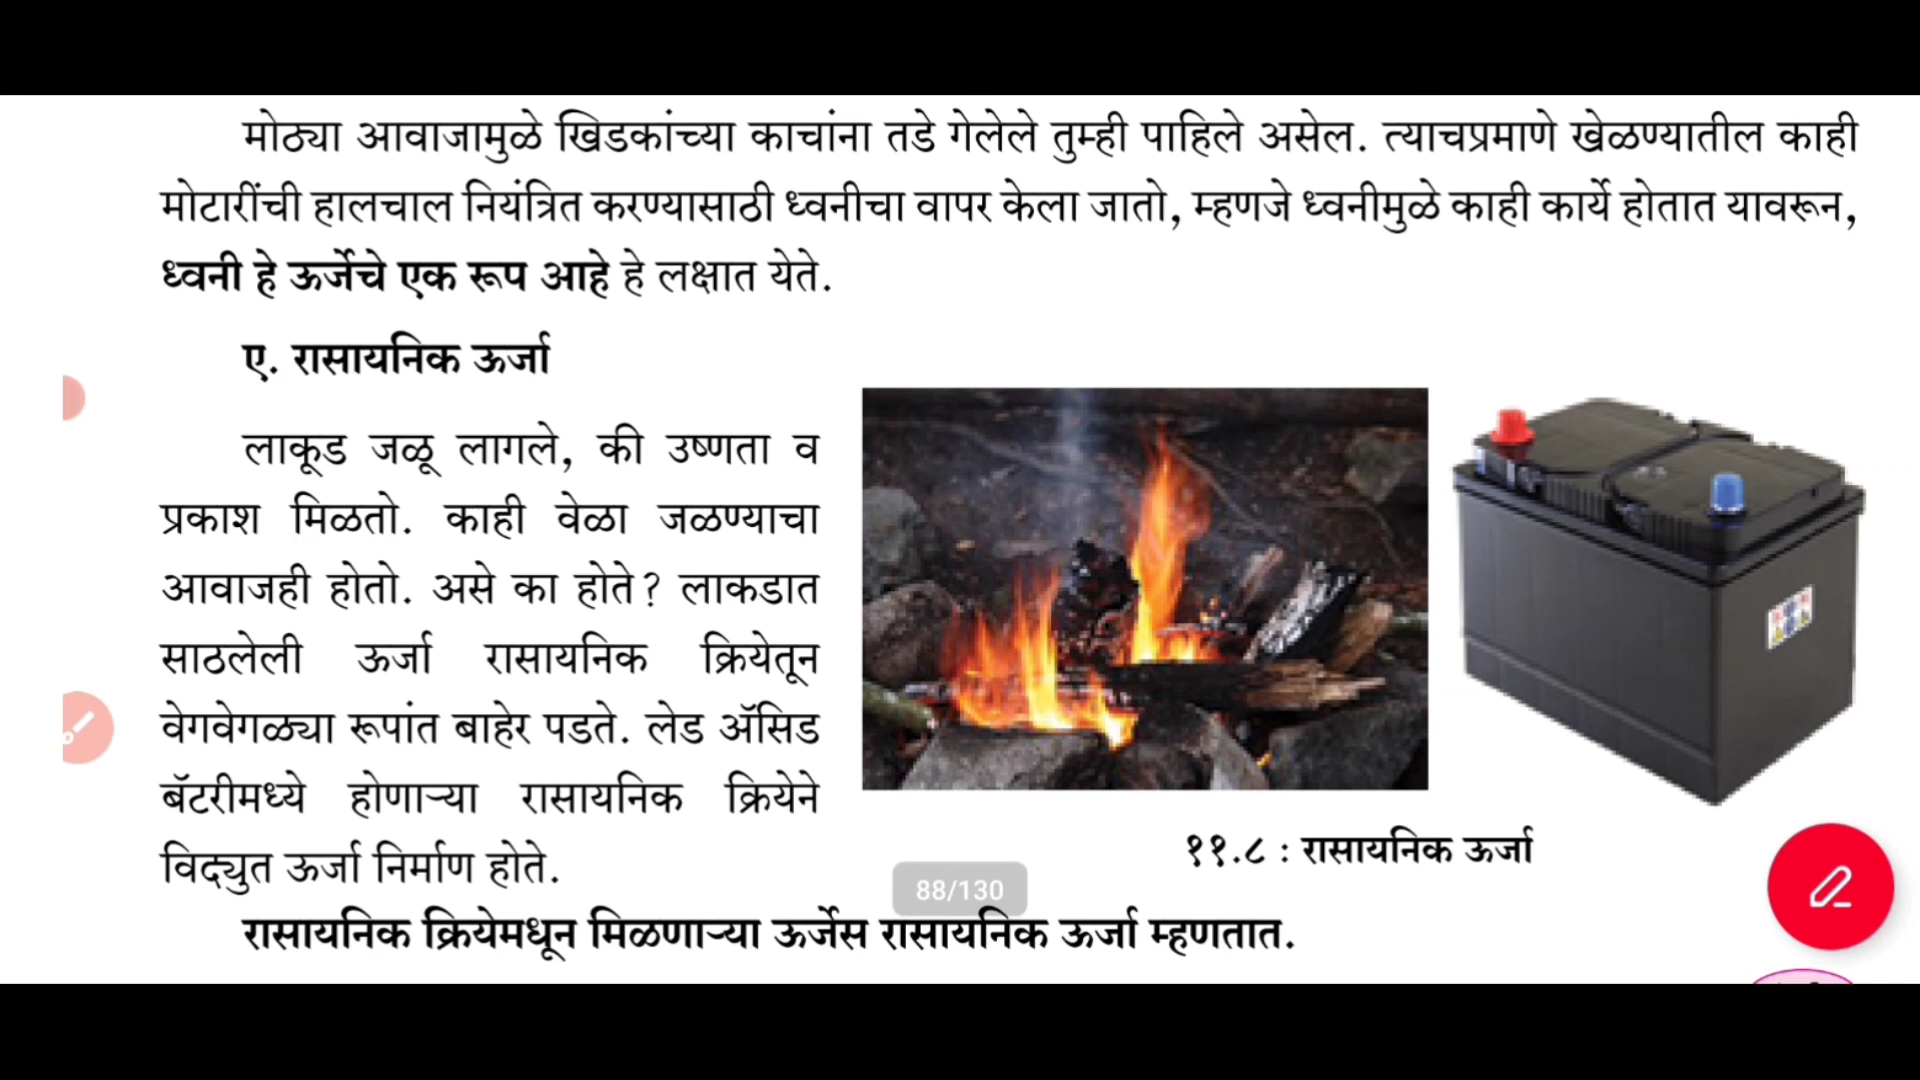 मोठ्या आवाजामुळे खिडकांच्या काचांना तडे गेलेले तुम्ही पाहिले असेल. त्याचप्रमाणे खेळण्यातील काही
मोटारींची हालचाल नियंत्रित करण्यासाठी ध्वनीचा वापर केला जातो, म्हणजे ध्वनीमुळे काही कार्ये होतात यावरून,
ध्वनी हे ऊर्जेचे एक रूप आहे हे लक्षात येते.
ए. रासायनिक ऊर्जा
लाकूड जळू लागले, की उष्णता व
प्रकाश मिळतो. काही वेळा जळण्याचा
आवाजही होतो. असे का होते? लाकडात
साठलेली ऊर्जा रासायनिक क्रियेतून
वेगवेगळ्या रूपांत बाहेर पडते. लेड ॲसिड
बॅटरीमध्ये होणाऱ्या रासायनिक क्रियेने
विद्युत ऊर्जा निर्माण होते.
११.८ : रासायनिक ऊर्जा
88/130
रासायनिक क्रियेमधून मिळणाऱ्या ऊर्जेस रासायनिक ऊर्जा म्हणतात.